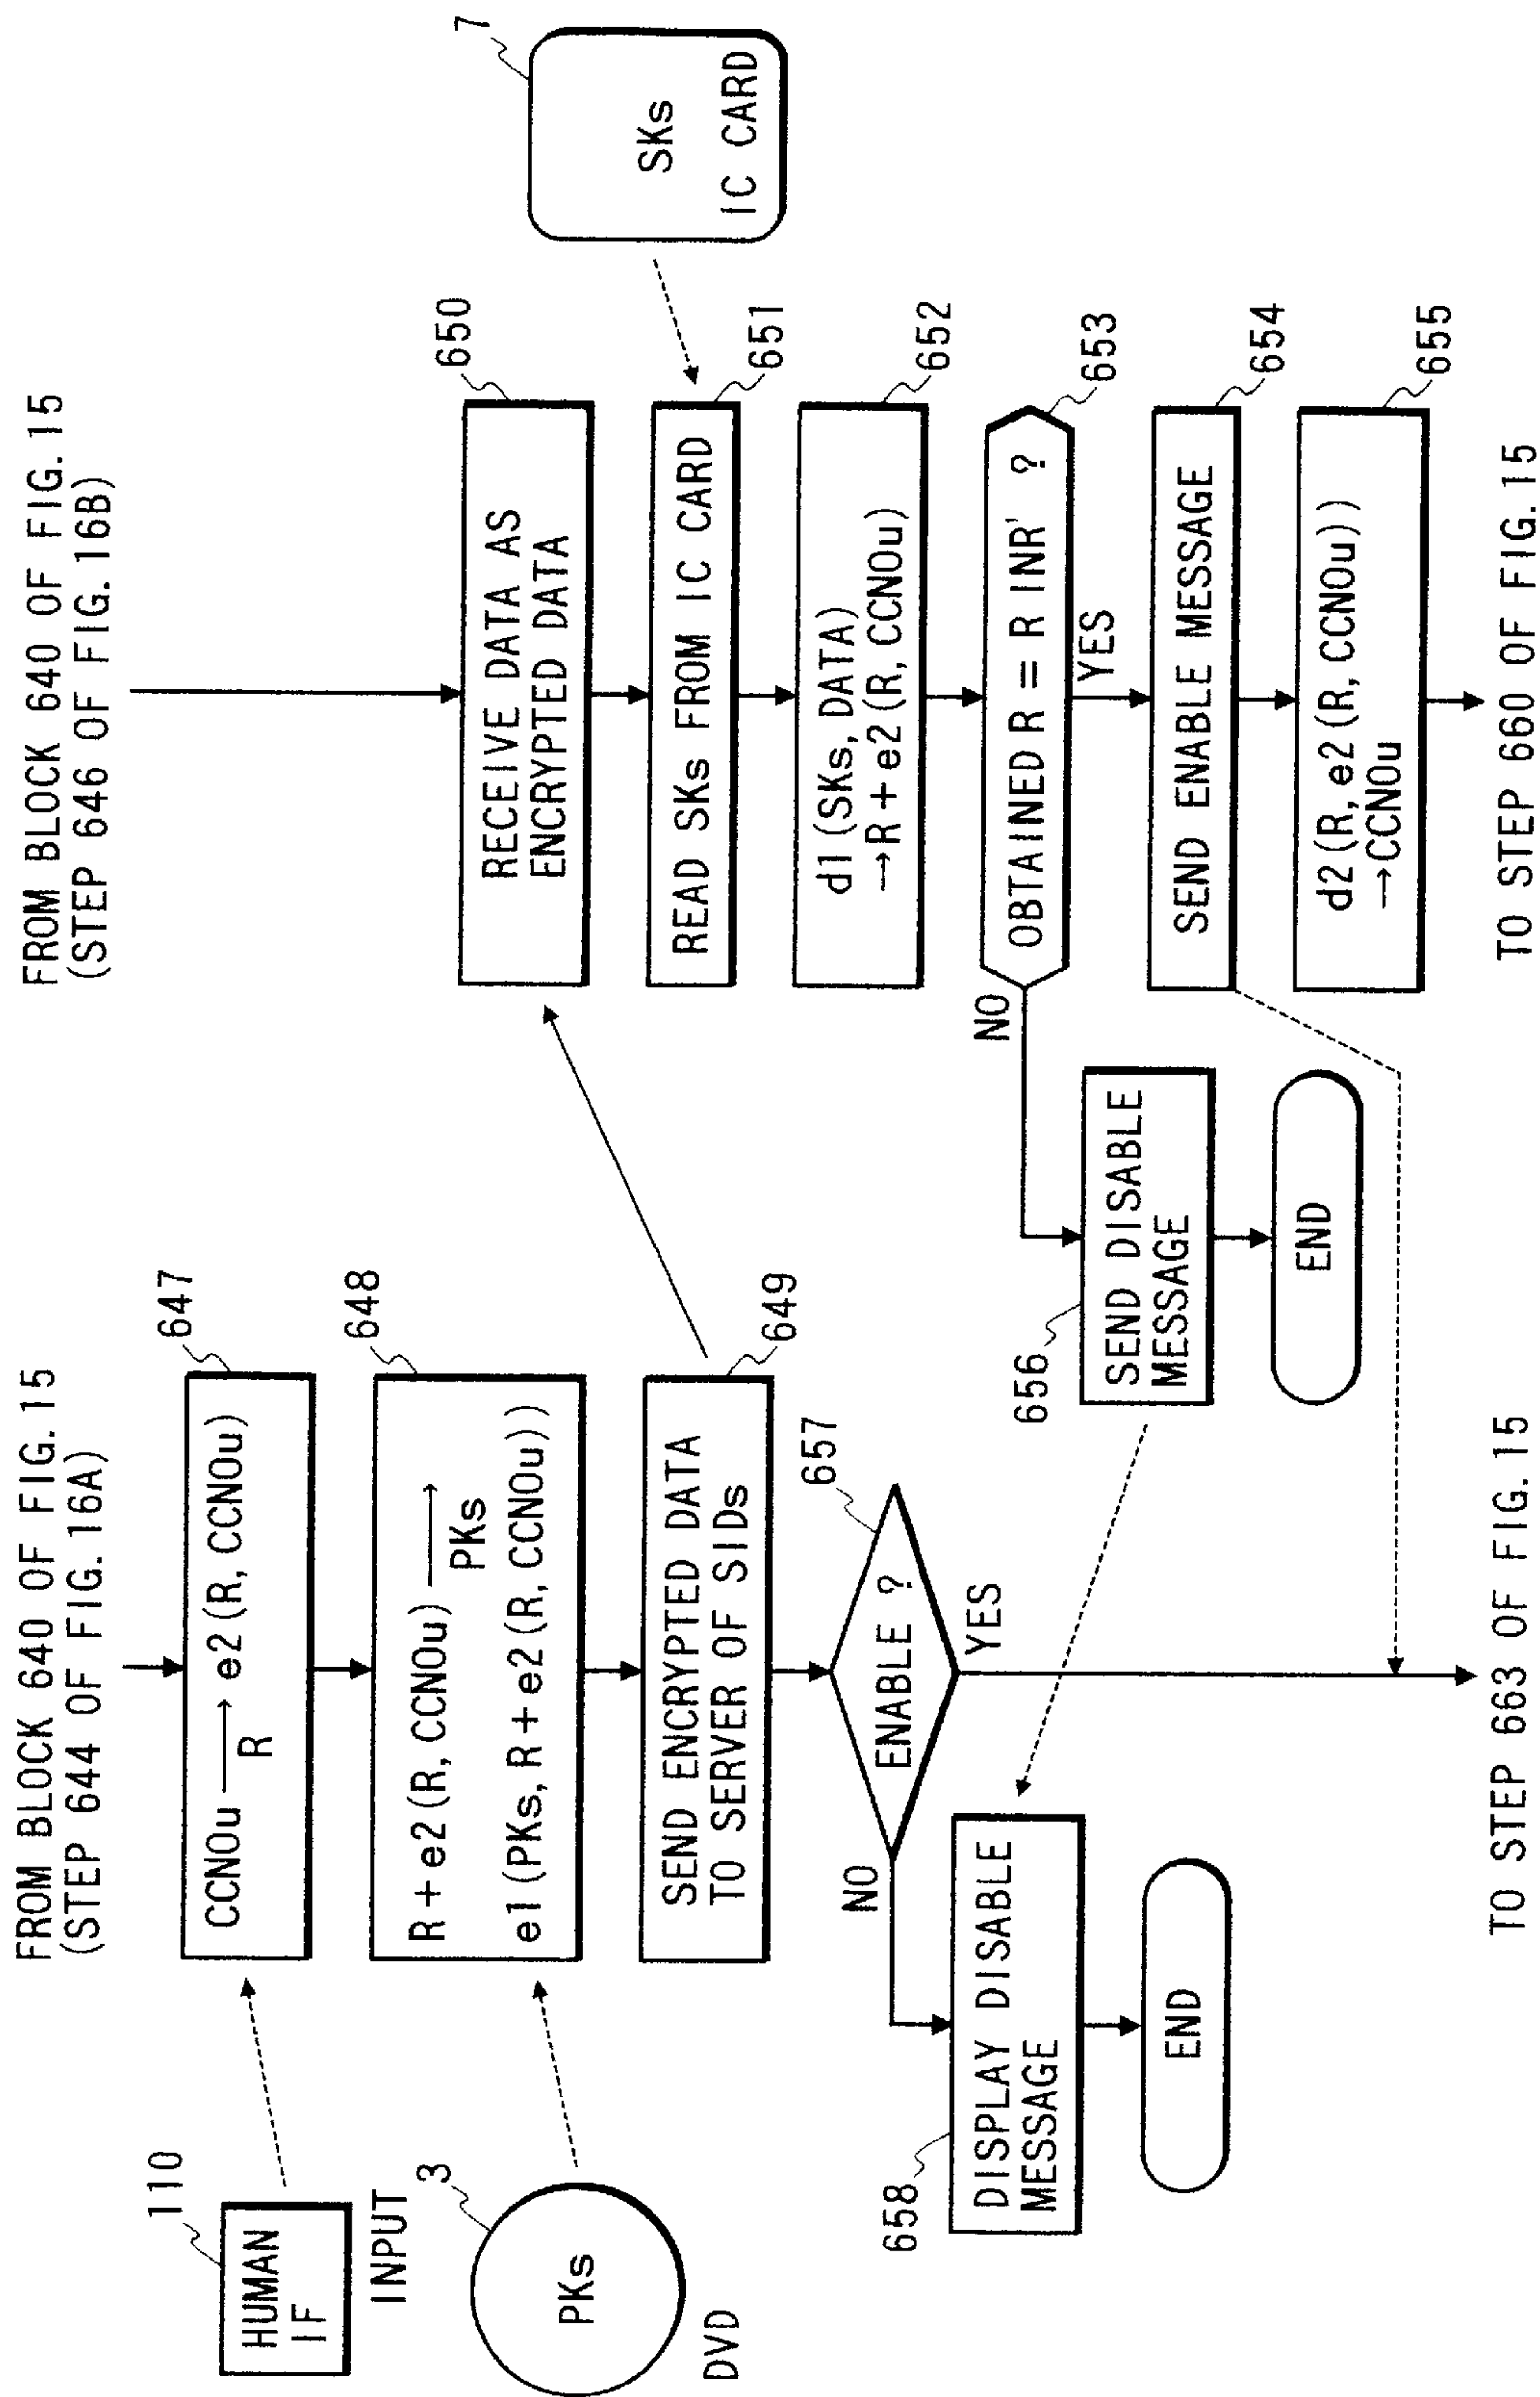 FROM BLOCK 640 OF FIG. 15
(STEP 644 OF FIG. 16A)
110
HUMAN
IF
INPUT
3
PKs
DVD
647
CCNOu → e2 (R, CCNOu)
R
648
R + e2 (R, CCNOu) →
PKs
e1 (PKs, R + e2 (R, CCNOu))
649
SEND ENCRYPTED DATA
TO SERVER OF SIDs
657
ENABLE ?
NO
YES
658
DISPLAY DISABLE
MESSAGE
END
TO STEP 663 OF FIG. 15
FROM BLOCK 640 OF FIG. 15
(STEP 646 OF FIG. 16B)
650
RECEIVE DATA AS
ENCRYPTED DATA
7
SKs
IC CARD
651
READ SKs FROM IC CARD
652
d1 (SKs, DATA)
→ R + e2 (R, CCNOu)
653
OBTAINED R = R INR' ?
NO
YES
654
SEND ENABLE MESSAGE
656
SEND DISABLE
MESSAGE
END
655
d2 (R, e2 (R, CCNOu))
→ CCNOu
TO STEP 660 OF FIG. 15